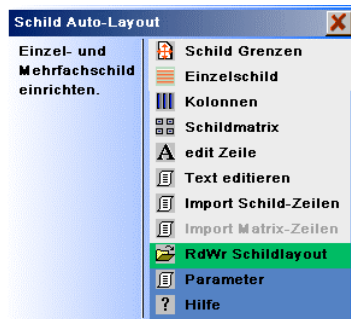 Schild Auto-Layout
Einzel- und
Mehrfachschild
einrichten.
Schild Grenzen
Einzelschild
Kolonnen
Schildmatrix
A edit Zeile
Text editieren
Import Schild-Zeilen
Import Matrix-Zeilen
RdWr Schildlayout
Parameter
? Hilfe